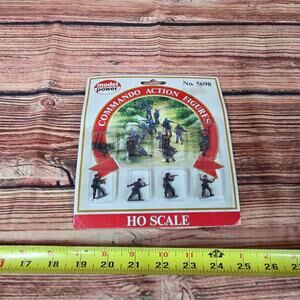 model power
No. 5698
COMMANDO ACTION FIGURES
HO SCALE
17 18 19 20 21 22 23 24 25 26